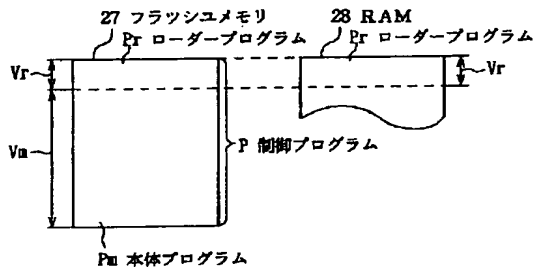 27 フラッシュメモリ
Pr ローダープログラム
28 RAM
Pr ローダープログラム
Vr
Vr
Vm
P 制御プログラム
Pm 本体プログラム